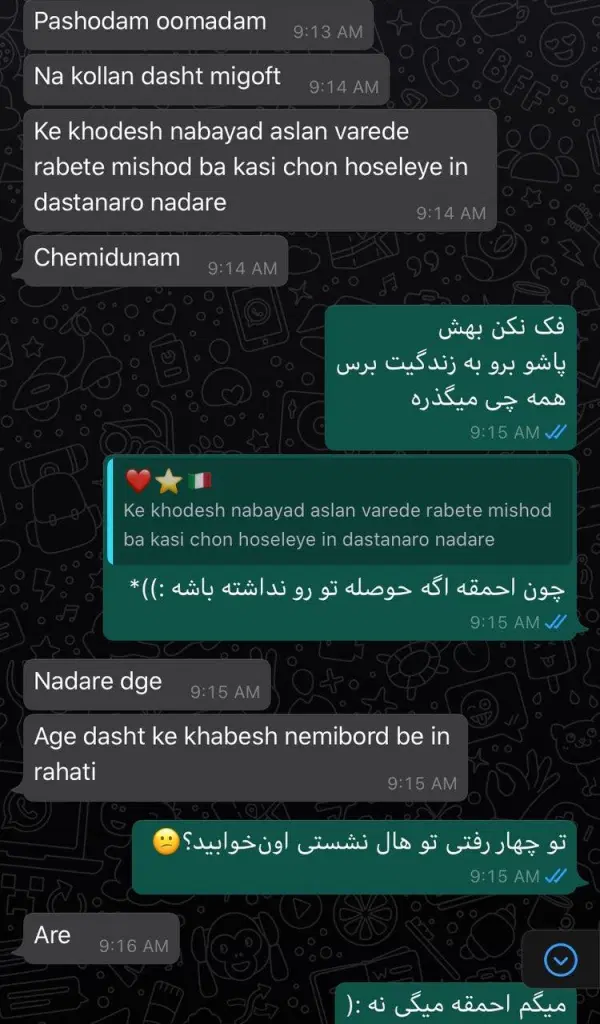 Pashodam oomadam
9:13 AM
Na kollan dasht migoft
9:14 AM
Ke khodesh nabayad aslan varede
rabete mishod ba kasi chon hoseleye in
dastanaro nadare
9:14 AM
Chemidunam
9:14 AM
فک نکن بهش
پاشو برو به زندگیت برس
همه چی میگذره
9:15 AM
❤️⭐🇮🇹
Ke khodesh nabayad aslan varede rabete mishod
ba kasi chon hoseleye in dastanaro nadare
چون احمقه اگه حوصله تو رو نداشته باشه :))*
9:15 AM
Nadare dge
9:15 AM
Age dasht ke khabesh nemibord be in
rahati
9:15 AM
تو چهار رفتی تو هال نشستی اون‌خوابید؟😕
9:15 AM
Are
9:16 AM
میگم احمقه میگی نه :(